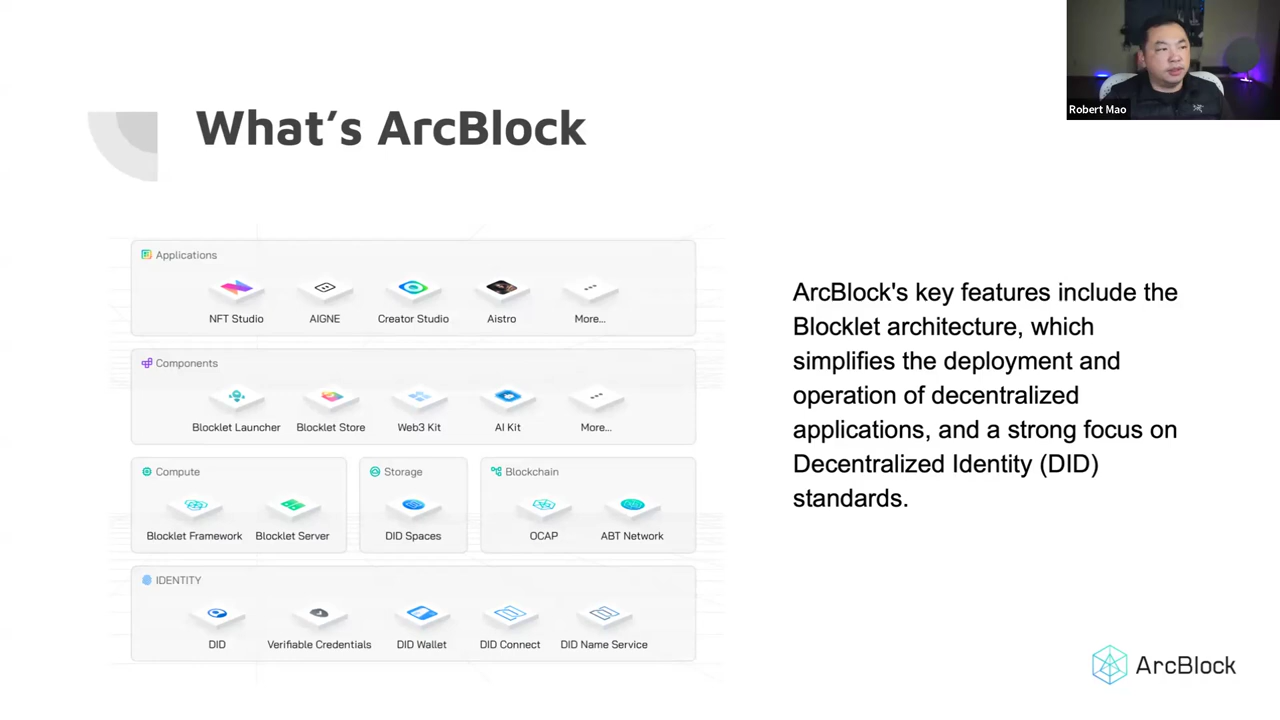 Robert Mao
What's ArcBlock
Applications
NFT Studio AIGNE Creator Studio Aistro More...
Components
Blocklet Launcher Blocklet Store Web3 Kit AI Kit More...
Compute Storage Blockchain
Blocklet Framework Blocklet Server DID Spaces OCAP ABT Network
IDENTITY
DID Verifiable Credentials DID Wallet DID Connect DID Name Service
ArcBlock's key features include the
Blocklet architecture, which
simplifies the deployment and
operation of decentralized
applications, and a strong focus on
Decentralized Identity (DID)
standards.
ArcBlock